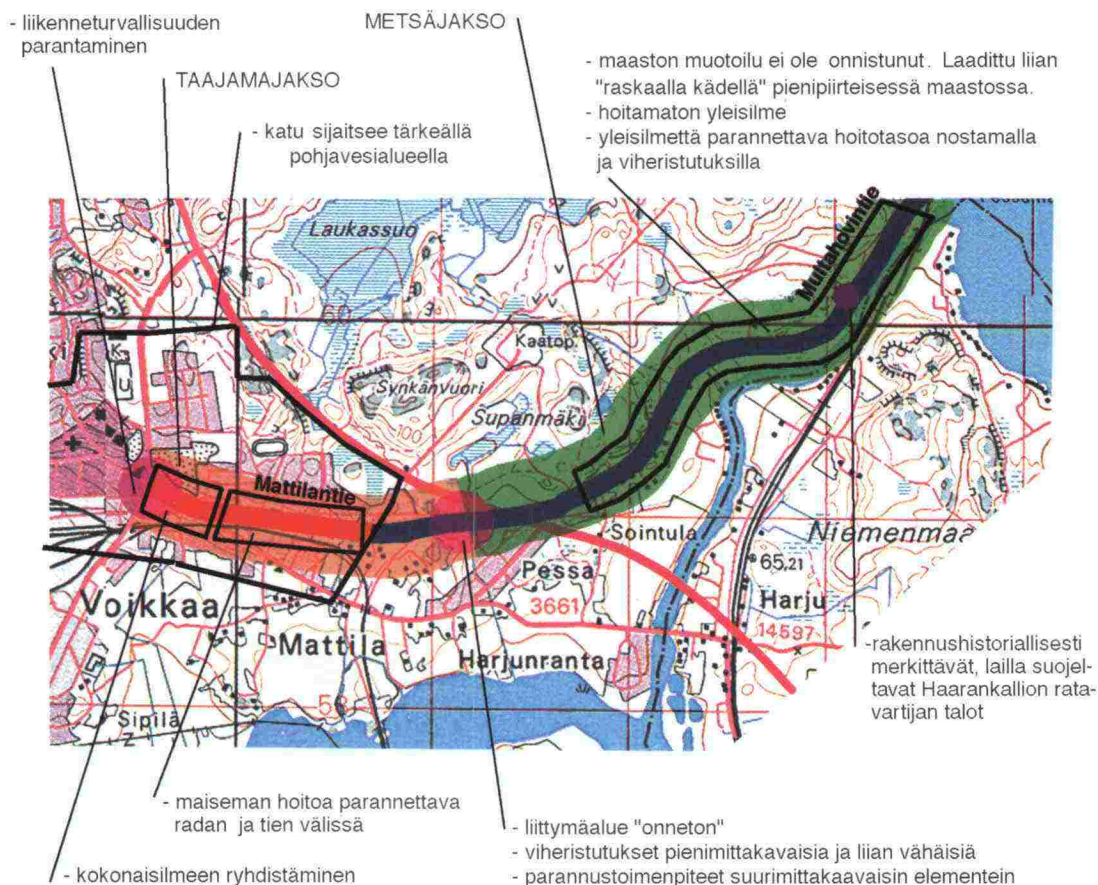 - liikenneturvallisuuden
parantaminen
METSÄJAKSO
TAAJAMAJAKSO
- katu sijaitsee tärkeällä
pohjavesialueella
- maaston muotoilu ei ole onnistunut. Laadittu liian
"raskaalla kädellä" pienipiirteisessä maastossa.
- hoitamaton yleisilme
- yleisilmettä parannettava hoitotasoa nostamalla
ja viheristutuksilla
Laukassuo
Multahovintie
Kaatop.
Synkänvuori
Supanmäki
100
Mattilantie
Sointula
Niemenmaa
Pessa
65,21
Voikkaa
3661
Harju
Mattila
14597
Harjunranta
Sipilä
-rakennushistoriallisesti
merkittävät, lailla suojel-
tavat Haarankallion rata-
vartijan talot
- maiseman hoitoa parannettava
radan ja tien välissä
- kokonaisilmeen ryhdistäminen
- liittymäalue "onneton"
- viheristutukset pienimittakavaisia ja liian vähäisiä
- parannustoimenpiteet suurimittakaavaisin elementein